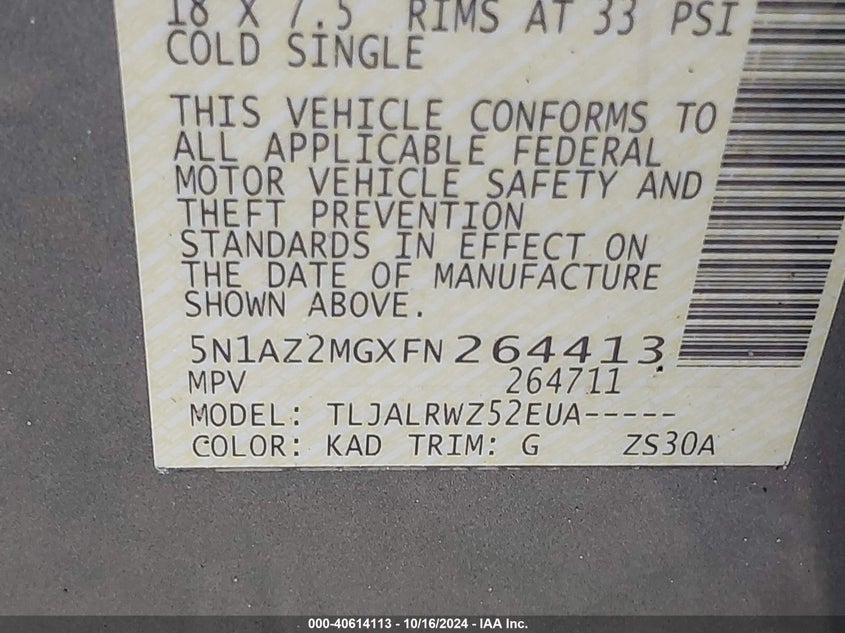 18 X 7.5 RIMS AT 33 PSI
COLD SINGLE
THIS VEHICLE CONFORMS TO
ALL APPLICABLE FEDERAL
MOTOR VEHICLE SAFETY AND
THEFT PREVENTION
STANDARDS IN EFFECT ON
THE DATE OF MANUFACTURE
SHOWN ABOVE.
5N1AZ2MGXFN264413
MPV 264711
MODEL: TLJALRWZ52EUA-----
COLOR: KAD TRIM: G ZS30A
000-40614113 - 10/16/2024 - IAA Inc.